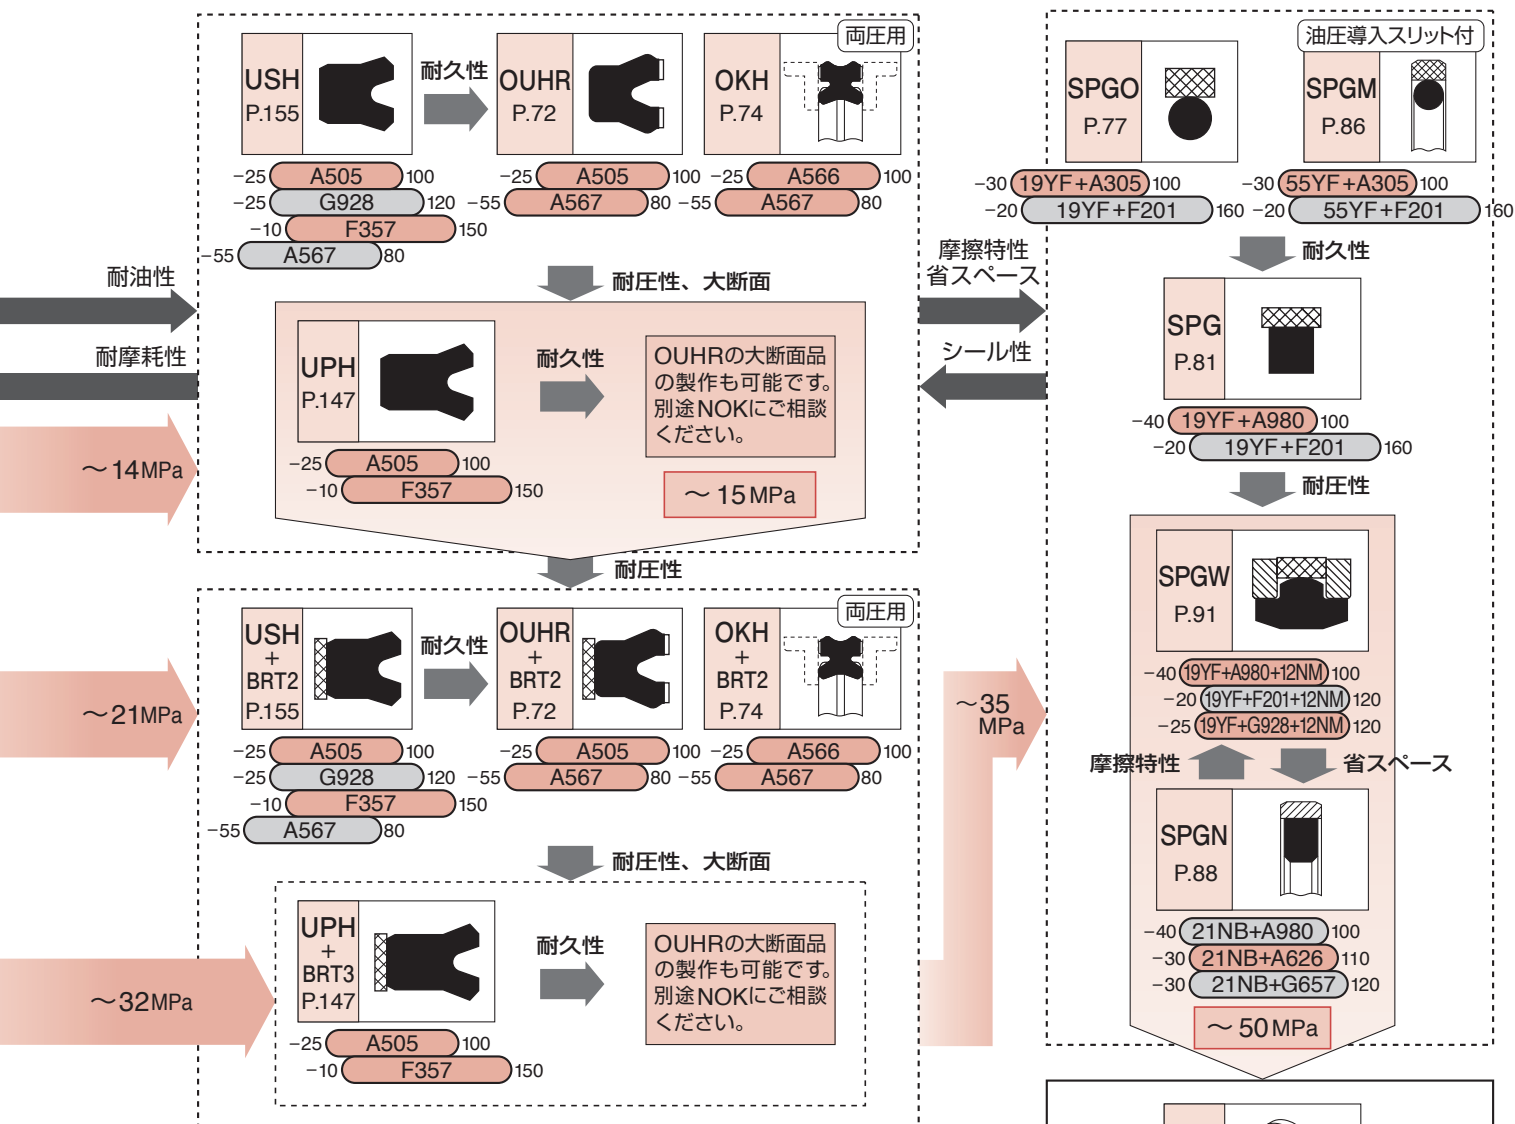 両圧用
USH
P.155
耐久性
OUHR
P.72
OKH
P.74
-25 A505 100
-25 G928 120
-10 F357 150
-55 A567 80
-25 A505 100
-55 A567 80
-25 A566 100
-55 A567 80
耐油性
耐摩耗性
～14MPa
耐圧性、大断面
UPH
P.147
耐久性
OUHRの大断面品
の製作も可能です。
別途NOKにご相談
ください。
-25 A505 100
-10 F357 150
～15MPa
耐圧性
両圧用
USH
+
BRT2
P.155
耐久性
OUHR
+
BRT2
P.72
OKH
+
BRT2
P.74
～21MPa
-25 A505 100
-25 G928 120
-10 F357 150
-55 A567 80
-25 A505 100
-55 A567 80
-25 A566 100
-55 A567 80
耐圧性、大断面
UPH
+
BRT3
P.147
耐久性
OUHRの大断面品
の製作も可能です。
別途NOKにご相談
ください。
～32MPa
-25 A505 100
-10 F357 150
摩擦特性
省スペース
シール性
～35
MPa
油圧導入スリット付
SPGO
P.77
SPGM
P.86
-30 19YF+A305 100
-20 19YF+F201 160
-30 55YF+A305 100
-20 55YF+F201 160
耐久性
SPG
P.81
-40 19YF+A980 100
-20 19YF+F201 160
耐圧性
SPGW
P.91
-40 19YF+A980+12NM 100
-20 19YF+F201+12NM 120
-25 19YF+G928+12NM 120
摩擦特性
省スペース
SPGN
P.88
-40 21NB+A980 100
-30 21NB+A626 110
-30 21NB+G657 120
～50MPa